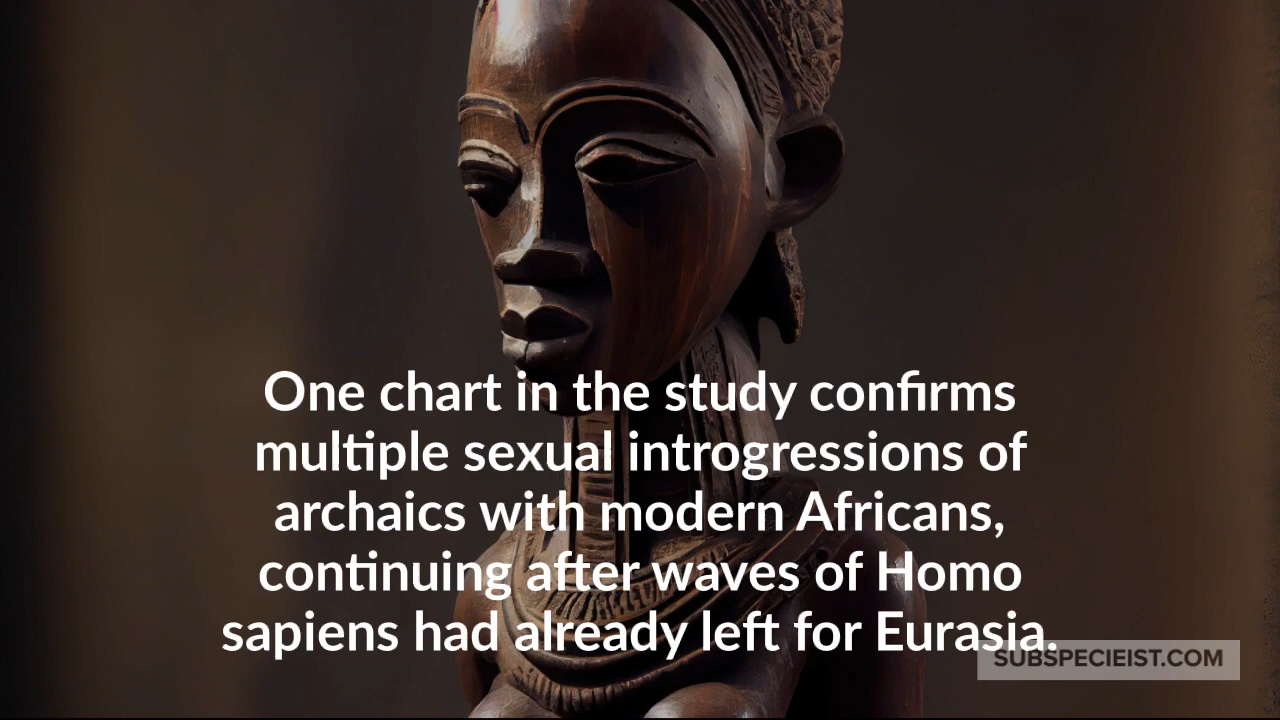 One chart in the study confirms
multiple sexual introgressions of
archaics with modern Africans,
continuing after waves of Homo
sapiens had already left for Eurasia.
SUBSPECIEIST.COM